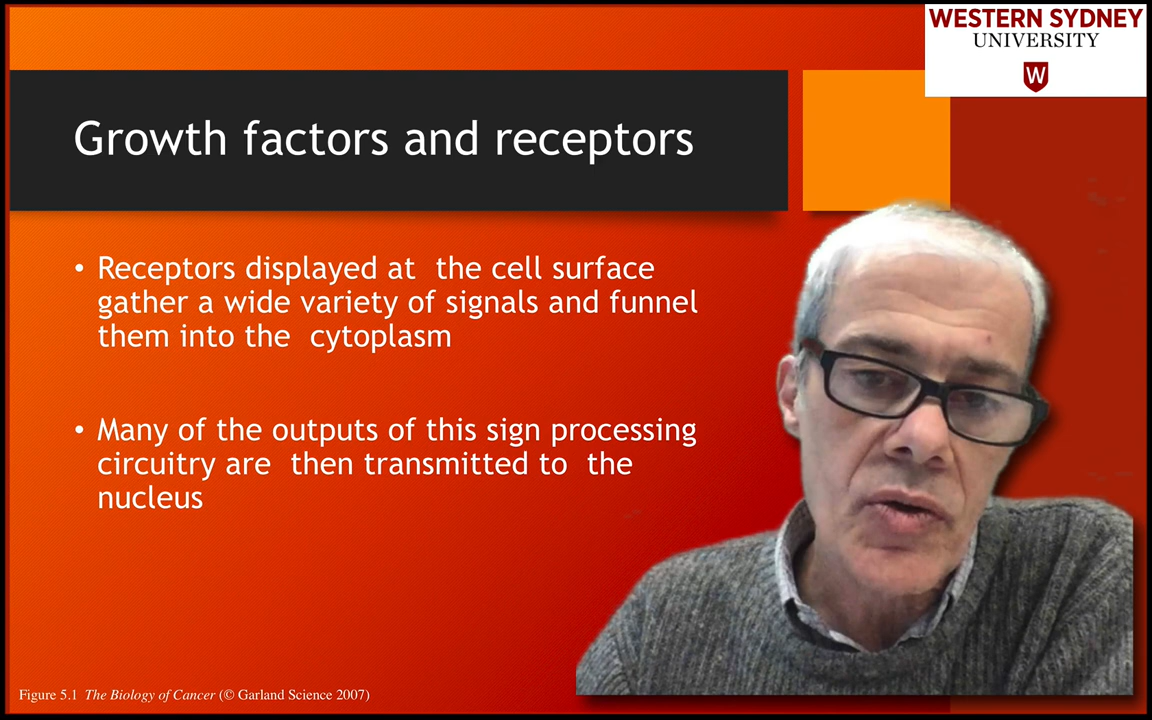 WESTERN SYDNEY
UNIVERSITY
W
Growth factors and receptors
• Receptors displayed at  the cell surface
gather a wide variety of signals and funnel
them into the  cytoplasm
• Many of the outputs of this sign processing
circuitry are  then transmitted to  the
nucleus
Figure 5.1  The Biology of Cancer (© Garland Science 2007)